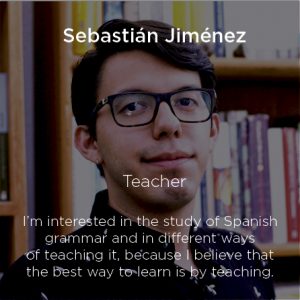 Sebastián Jiménez
Teacher
I'm interested in the study of Spanish
grammar and in different ways
of teaching it, because I believe that
the best way to learn is by teaching.